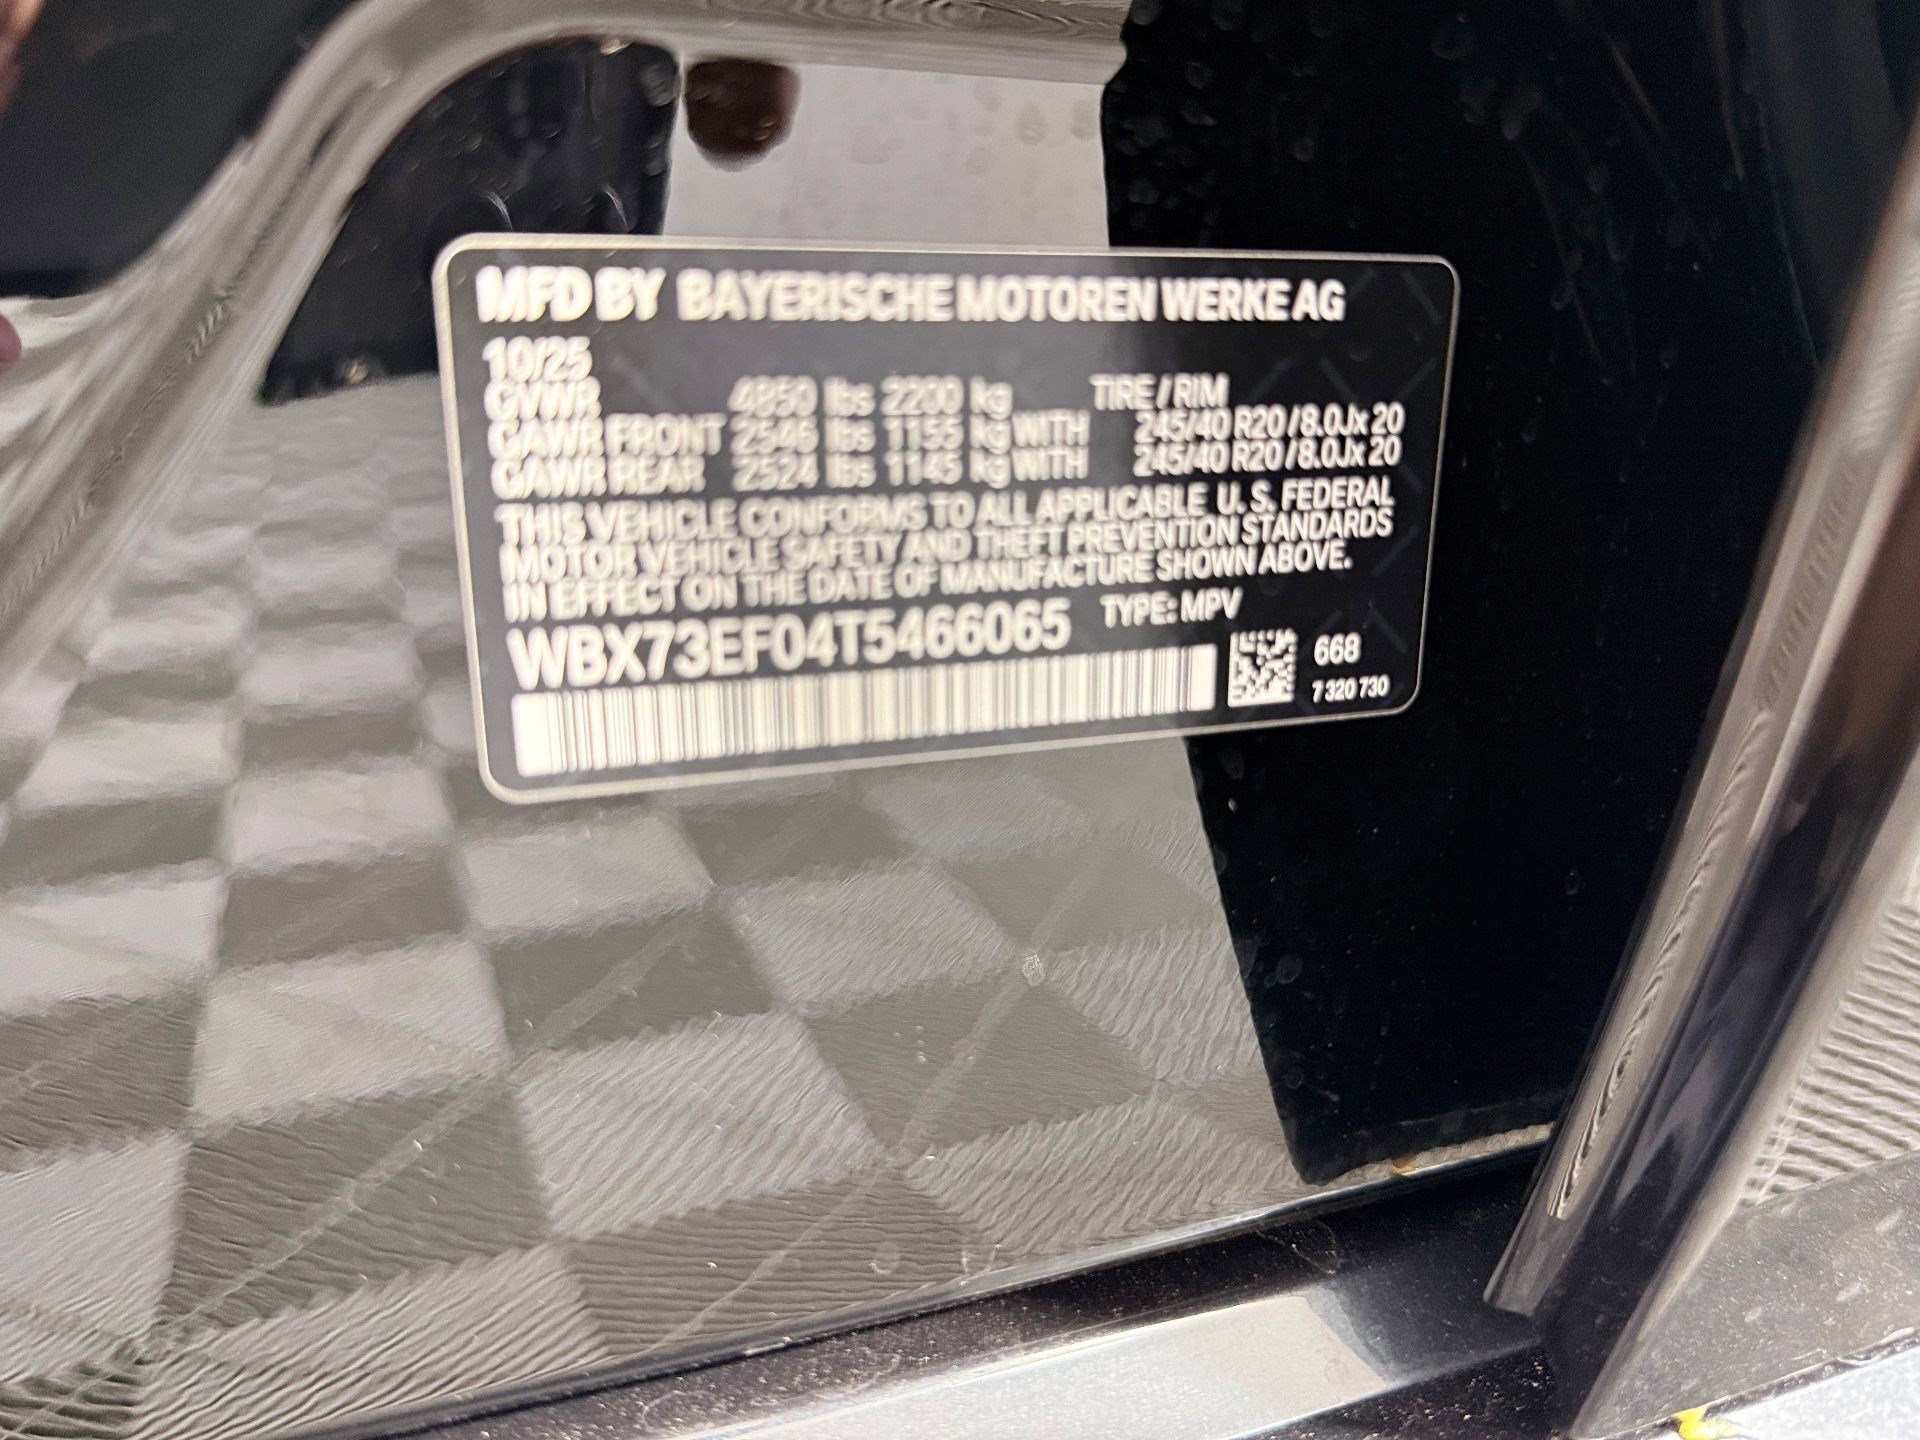 MFD BY BAYERISCHE MOTOREN WERKE AG
10/25
GVWR 4850 lbs 2200 kg TIRE / RIM
GAWR FRONT 2546 lbs 1155 kg WITH 245/40 R20 / 8.0Jx 20
GAWR REAR 2524 lbs 1145 kg WITH 245/40 R20 / 8.0Jx 20
THIS VEHICLE CONFORMS TO ALL APPLICABLE U. S. FEDERAL
MOTOR VEHICLE SAFETY AND THEFT PREVENTION STANDARDS
IN EFFECT ON THE DATE OF MANUFACTURE SHOWN ABOVE.
WBX73EF04T5466065 TYPE: MPV
668
7 320 730